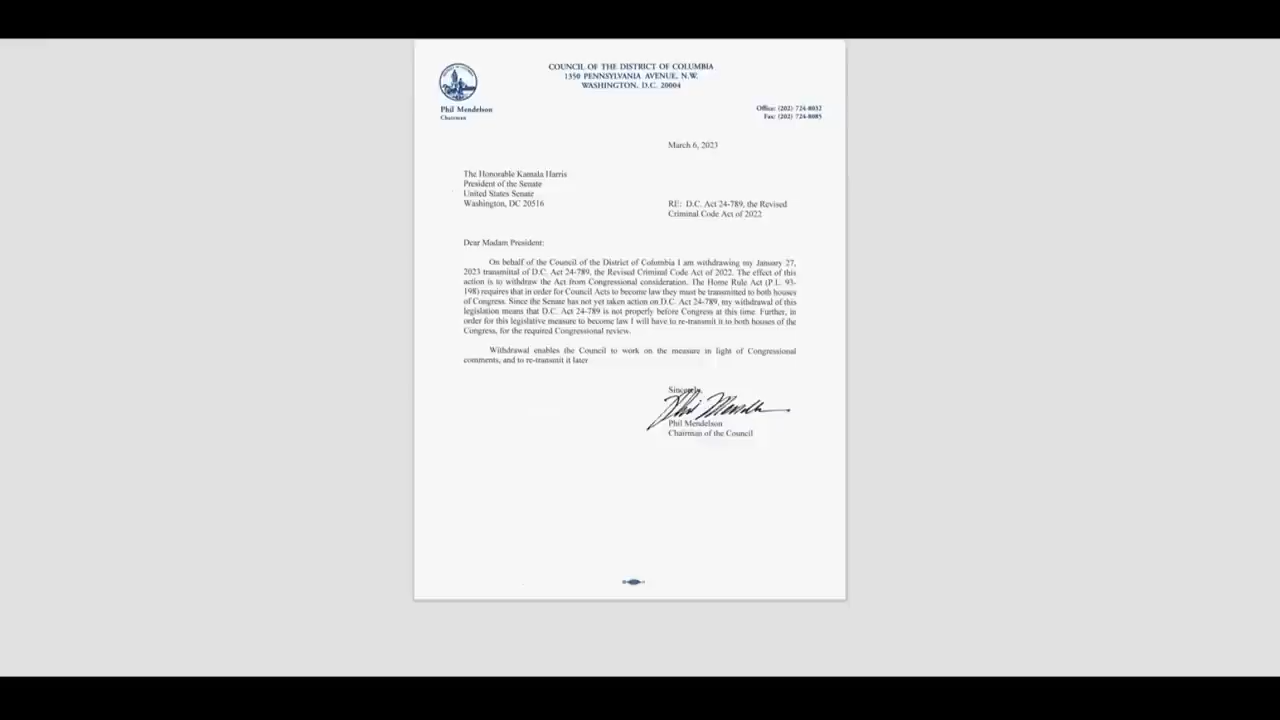 COUNCIL OF THE DISTRICT OF COLUMBIA
1350 PENNSYLVANIA AVENUE, N.W.
WASHINGTON, D.C. 20004
Phil Mendelson
Chairman
Office: (202) 724-8032
Fax: (202) 724-8085
March 6, 2023
The Honorable Kamala Harris
President of the Senate
United States Senate
Washington, DC 20516
RE: D.C. Act 24-789, the Revised
Criminal Code Act of 2022
Dear Madam President:
On behalf of the Council of the District of Columbia I am withdrawing my January 27,
2023 transmittal of D.C. Act 24-789, the Revised Criminal Code Act of 2022. The effect of this
action is to withdraw the Act from Congressional consideration. The Home Rule Act (P.L. 93-
198) requires that in order for Council Acts to become law they must be transmitted to both houses
of Congress. Since the Senate has not yet taken action on D.C. Act 24-789, my withdrawal of this
legislation means that D.C. Act 24-789 is not properly before Congress at this time. Further, in
order for this legislative measure to become law I will have to re-transmit it to both houses of the
Congress, for the required Congressional review.
Withdrawal enables the Council to work on the measure in light of Congressional
comments, and to re-transmit it later
Sincerely,
Phil Mendelson
Chairman of the Council